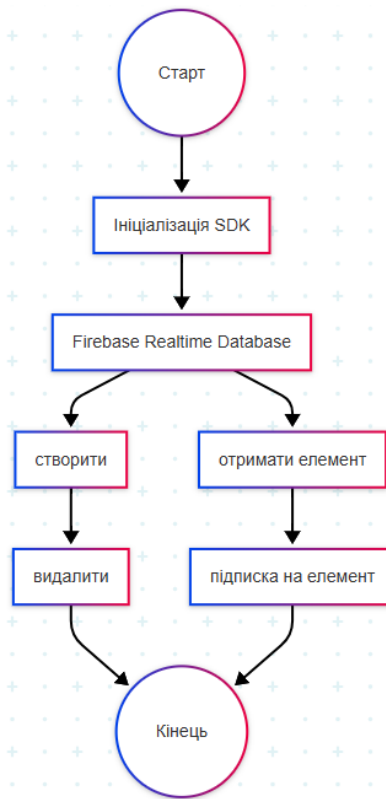 Старт
Ініціалізація SDK
Firebase Realtime Database
створити
отримати елемент
видалити
підписка на елемент
Кінець